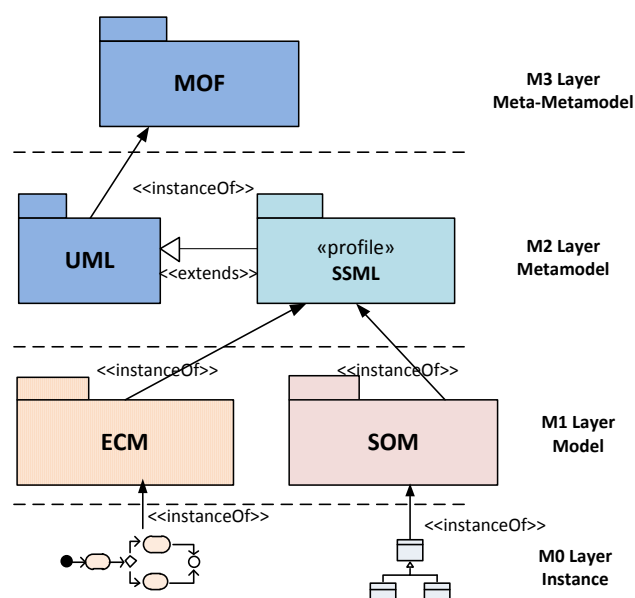 MOF
M3 Layer
Meta-Metamodel
<<instanceOf>>
UML
<<extends>>
«profile»
SSML
M2 Layer
Metamodel
<<instanceOf>>
<<instanceOf>>
ECM
SOM
M1 Layer
Model
<<instanceOf>>
<<instanceOf>>
M0 Layer
Instance